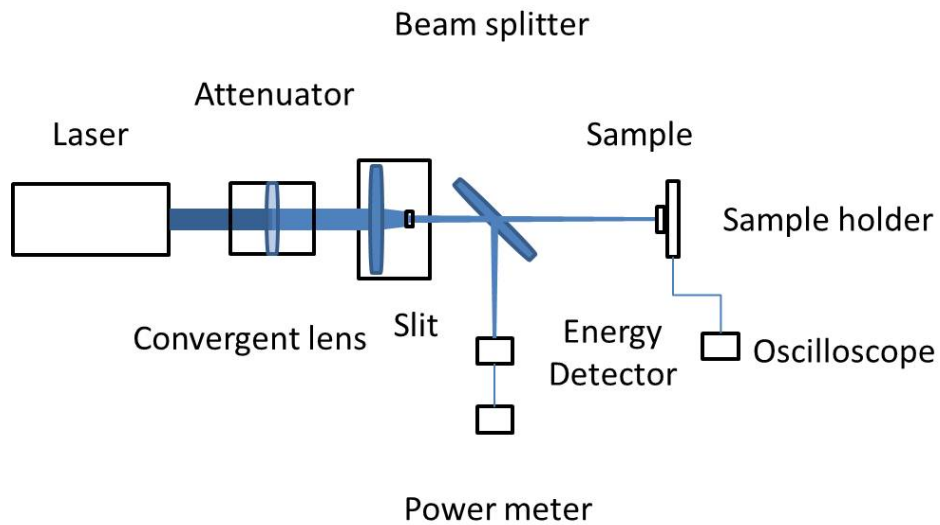 Beam splitter
Attenuator
Laser
Sample
Sample holder
Convergent lens
Slit
Energy
Detector
Oscilloscope
Power meter